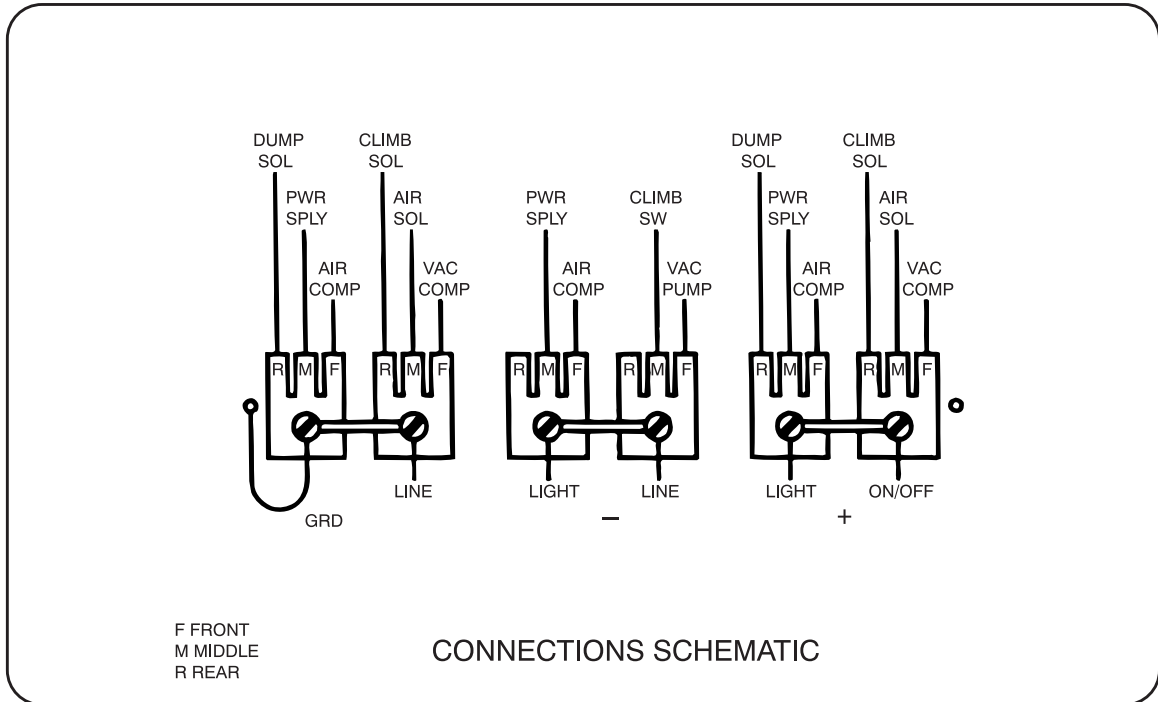 DUMP
SOL
CLIMB
SOL
PWR
SPLY
AIR
SOL
AIR
COMP
VAC
COMP
R M F
R M F
LINE
GRD
PWR
SPLY
CLIMB
SW
AIR
COMP
VAC
PUMP
R M F
R M F
LIGHT
LINE
–
DUMP
SOL
CLIMB
SOL
PWR
SPLY
AIR
SOL
AIR
COMP
VAC
COMP
R M F
R M F
LIGHT
ON/OFF
+
F FRONT
M MIDDLE
R REAR
CONNECTIONS SCHEMATIC